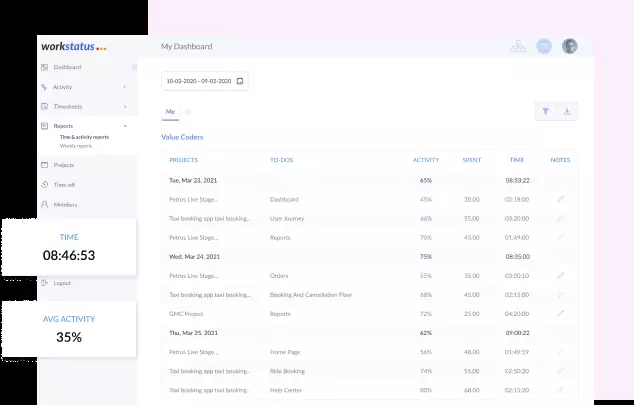 workstatus
My Dashboard
Dashboard
Activity
Timesheets
Reports
Time & activity reports
Weekly reports
Projects
Time-off
Members
TIME
08:46:53
Logout
AVG ACTIVITY
35%
10-02-2020 - 09-02-2020
Me
Value Coders
PROJECTS TO-DOS ACTIVITY SPENT TIME NOTES
Tue, Mar 23, 2021 65% 08:53:22
Petros Live Stage... Dashboard 45% 20.00 02:18:00
Taxi booking app taxi booking... User Journey 66% 55.00 03:20:00
Petros Live Stage... Reports 70% 45.00 01:49:00
Wed, Mar 24, 2021 75% 08:35:00
Petros Live Stage... Orders 55% 35.00 03:00:10
Taxi booking app taxi booking... Booking And Cancellation Flow 68% 45.00 02:15:00
GMC Project Reports 72% 25.00 04:20:00
Thu, Mar 25, 2021 62% 09:00:22
Petros Live Stage... Home Page 56% 48.00 01:49:19
Taxi booking app taxi booking... Ride Booking 74% 55.00 02:50:20
Taxi booking app taxi booking... Help Center 80% 68.00 02:15:20